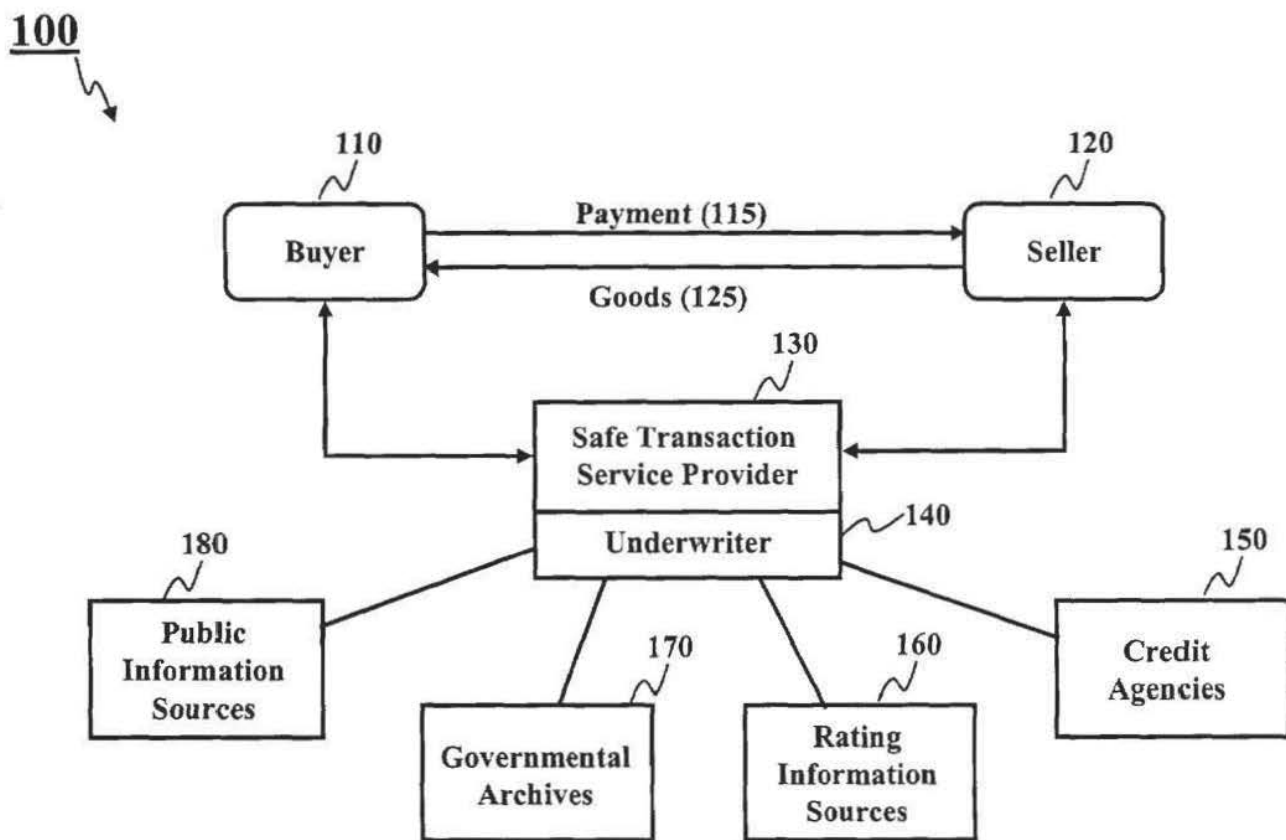 100
110
120
Payment (115)
Buyer
Seller
Goods (125)
130
Safe Transaction
Service Provider
140
Underwriter
180
150
Public
Information
Sources
170
160
Credit
Agencies
Governmental
Archives
Rating
Information
Sources